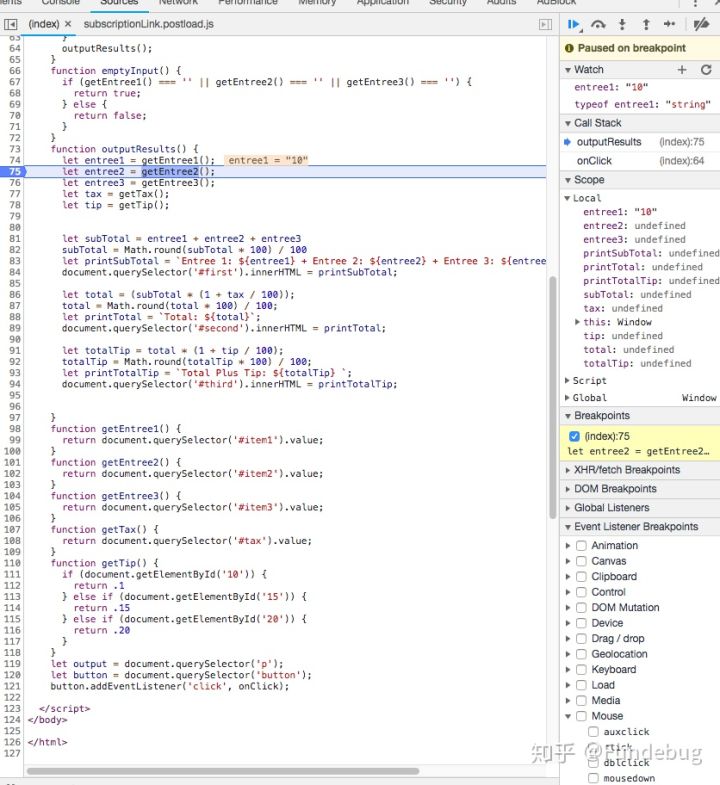 Console Sources Network Performance Memory Application Security Audits AdBlock
(index) × subscriptionLink.postload.js
63 }
64 outputResults();
65 }
66 function emptyInput() {
67 if (getEntree1() === '' || getEntree2() === '' || getEntree3() === '') {
68 return true;
69 } else {
70 return false;
71 }
72 }
73 function outputResults() {
74 let entree1 = getEntree1(); entree1 = "10"
75 let entree2 = getEntree2();
76 let entree3 = getEntree3();
77 let tax = getTax();
78 let tip = getTip();
79
80
81 let subTotal = entree1 + entree2 + entree3
82 subTotal = Math.round(subTotal * 100) / 100
83 let printSubTotal = `Entree 1: ${entree1} + Entree 2: ${entree2} + Entree 3: ${entree
84 document.querySelector('#first').innerHTML = printSubTotal;
85
86 let total = (subTotal * (1 + tax / 100));
87 total = Math.round(total * 100) / 100;
88 let printTotal = `Total: ${total}`;
89 document.querySelector('#second').innerHTML = printTotal;
90
91 let totalTip = total * (1 + tip / 100);
92 totalTip = Math.round(totalTip * 100) / 100;
93 let printTotalTip = `Total Plus Tip: ${totalTip} `;
94 document.querySelector('#third').innerHTML = printTotalTip;
95
96
97 }
98 function getEntree1() {
99 return document.querySelector('#item1').value;
100 }
101 function getEntree2() {
102 return document.querySelector('#item2').value;
103 }
104 function getEntree3() {
105 return document.querySelector('#item3').value;
106 }
107 function getTax() {
108 return document.querySelector('#tax').value;
109 }
110 function getTip() {
111 if (document.getElementById('10')) {
112 return .1
113 } else if (document.getElementById('15')) {
114 return .15
115 } else if (document.getElementById('20')) {
116 return .20
117 }
118 }
119 let output = document.querySelector('p');
120 let button = document.querySelector('button');
121 button.addEventListener('click', onClick);
122
123 </script>
124 </body>
125
126 </html>
127
Paused on breakpoint
Watch
entree1: "10"
typeof entree1: "string"
Call Stack
outputResults (index):75
onClick (index):64
Scope
Local
entree1: "10"
entree2: undefined
entree3: undefined
printSubTotal: undefined
printTotal: undefined
printTotalTip: undefined
subTotal: undefined
tax: undefined
this: Window
tip: undefined
total: undefined
totalTip: undefined
Script
Global Window
Breakpoints
(index):75
let entree2 = getEntree2…
XHR/fetch Breakpoints
DOM Breakpoints
Global Listeners
Event Listener Breakpoints
Animation
Canvas
Clipboard
Control
DOM Mutation
Device
Drag / drop
Geolocation
Keyboard
Load
Media
Mouse
auxclick
click
dblclick
mousedown
知乎 @Fundebug